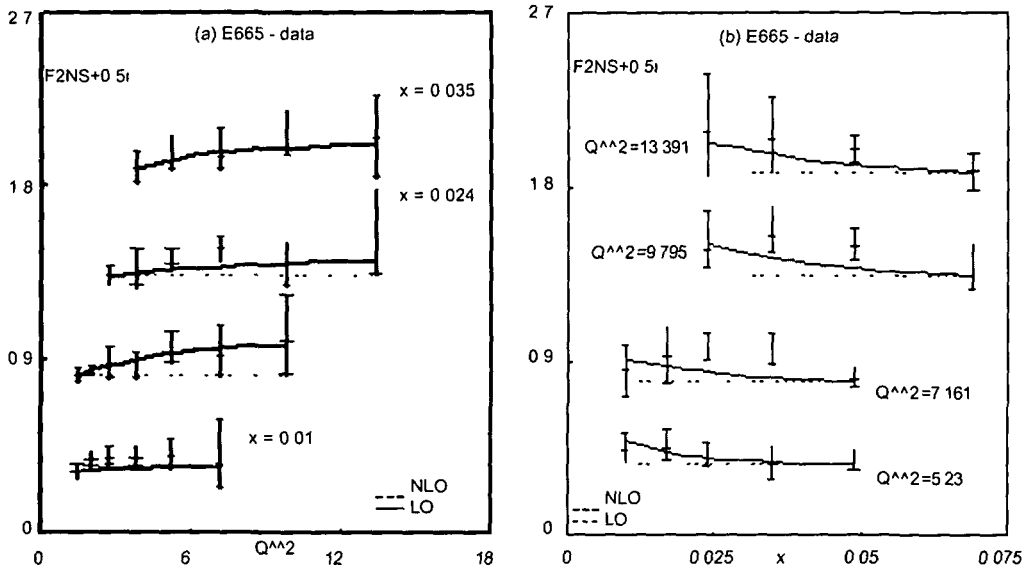 2 7
(a) E665 - data
F2NS+0 5ı
x = 0 035
1 8
x = 0 024
0 9
x = 0 01
NLO
LO
0
0
6
Q^^2
12
18
2 7
(b) E665 - data
F2NS+0 5ı
Q^^2=13 391
1 8
Q^^2=9 795
0 9
Q^^2=7 161
Q^^2=5 23
NLO
LO
0
0
0 025
x
0 05
0 075